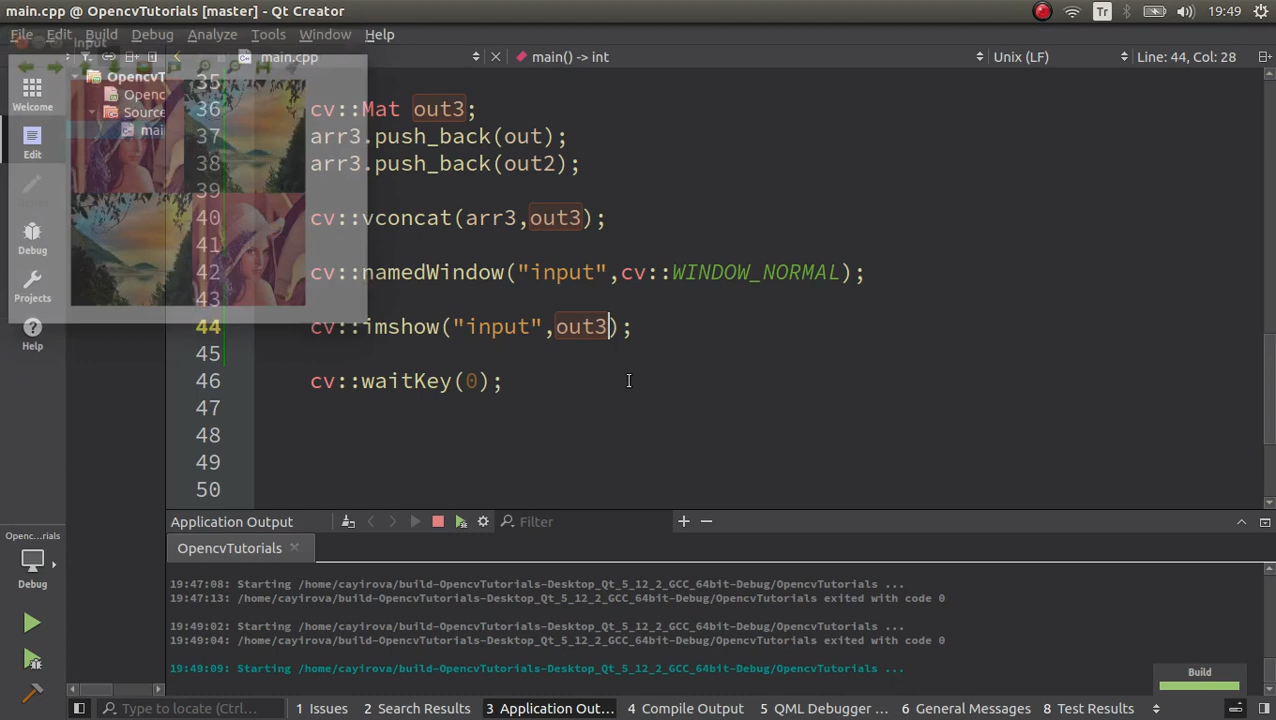 main.cpp @ OpencvTutorials [master] - Qt Creator
Tr
19:49
File Edit Build Debug Analyze Tools Window Help
input
main.cpp
main() -> int
Unix (LF)
Line: 44, Col: 28
Welcome
Edit
Debug
Projects
Help
OpencvT
Openc
Source
mai
35
36 cv::Mat out3;
37 arr3.push_back(out);
38 arr3.push_back(out2);
39
40 cv::vconcat(arr3,out3);
41
42 cv::namedWindow("input",cv::WINDOW_NORMAL);
43
44 cv::imshow("input",out3);
45
46 cv::waitKey(0);
47
48
49
50
Application Output
Filter
OpencvTutorials
19:47:08: Starting /home/cayirova/build-OpencvTutorials-Desktop_Qt_5_12_2_GCC_64bit-Debug/OpencvTutorials ...
19:47:13: /home/cayirova/build-OpencvTutorials-Desktop_Qt_5_12_2_GCC_64bit-Debug/OpencvTutorials exited with code 0
19:49:02: Starting /home/cayirova/build-OpencvTutorials-Desktop_Qt_5_12_2_GCC_64bit-Debug/OpencvTutorials ...
19:49:04: /home/cayirova/build-OpencvTutorials-Desktop_Qt_5_12_2_GCC_64bit-Debug/OpencvTutorials exited with code 0
19:49:09: Starting /home/cayirova/build-OpencvTutorials-Desktop_Qt_5_12_2_GCC_64bit-Debug/OpencvTutorials ...
Openc...rials
Debug
Build
Type to locate (Ctrl...
1 Issues
2 Search Results
3 Application Out...
4 Compile Output
5 QML Debugger ...
6 General Messages
8 Test Results